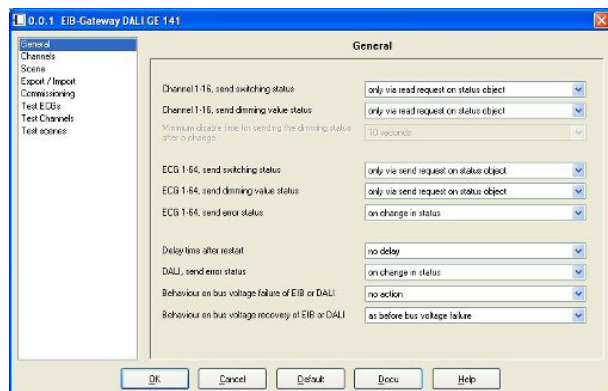 0.0.1 EIB-Gateway DALI GE 141
General
Channels
Scene
Export / Import
Commissioning
Test ECGs
Test Channels
Test scenes
General
Channel 1-16, send switching status
only via read request on status object
Channel 1-16, send dimming value status
only via read request on status object
Minimum disable time for sending the dimming status
after a change
10 seconds
ECG 1-64, send switching status
only via send request on status object
ECG 1-64, send dimming value status
only via send request on status object
ECG 1-64, send error status
on change in status
Delay time after restart
no delay
DALI, send error status
on change in status
Behaviour on bus voltage failure of EIB or DALI
no action
Behaviour on bus voltage recovery of EIB or DALI
as before bus voltage failure
OK
Cancel
Default
Docu
Help